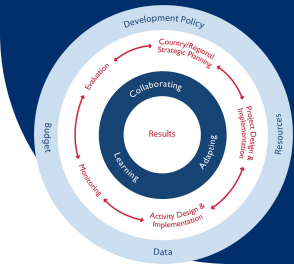 Development Policy
Country/Regional
Strategic Planning
Evaluation
Collaborating
Budget
Results
Project Design &
Implementation
Resources
Learning
Adapting
Monitoring
Activity Design &
Implementation
Data